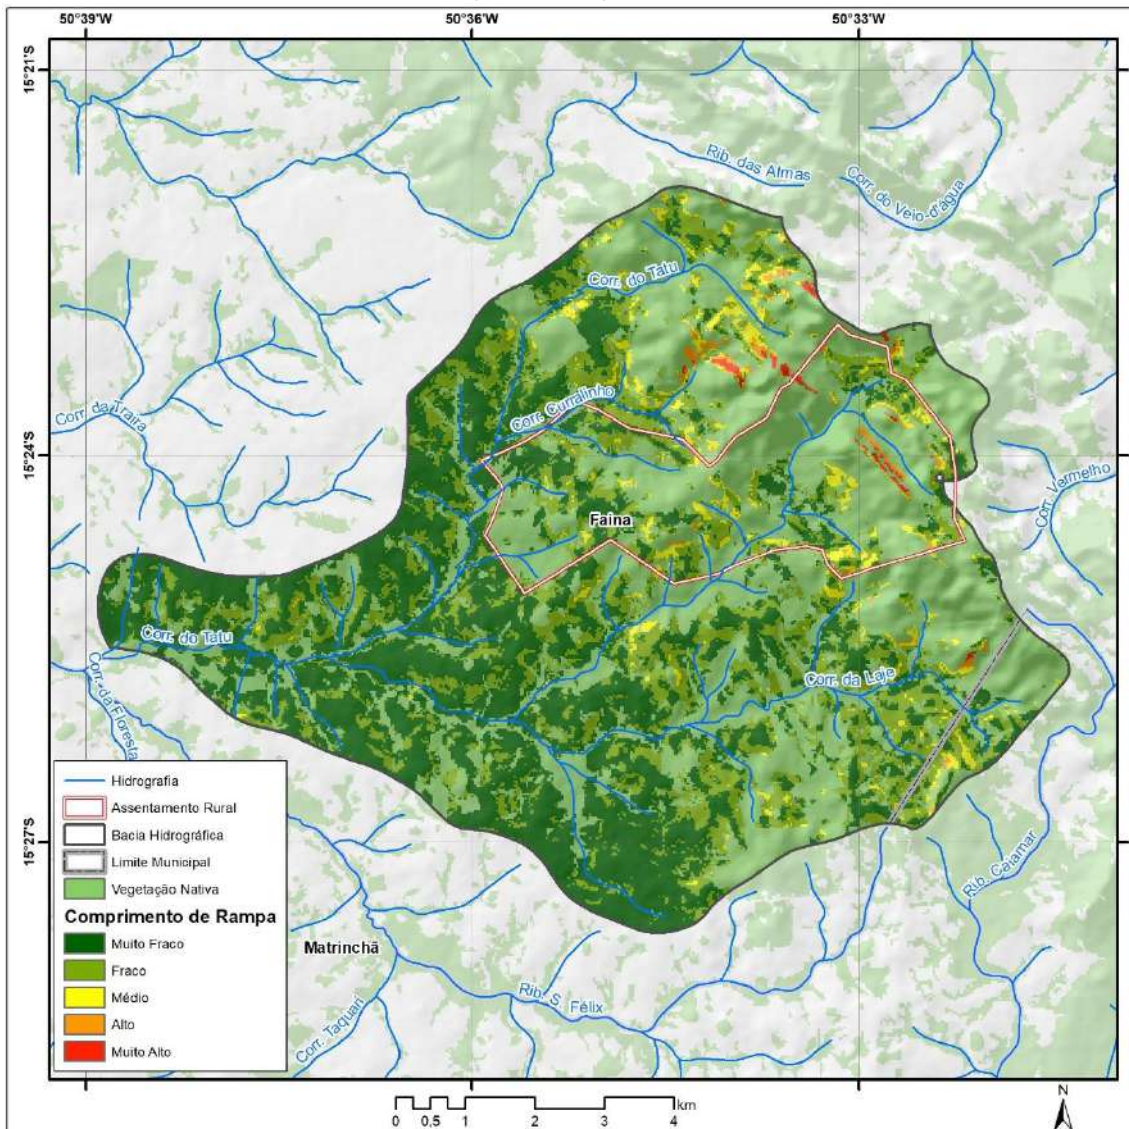 50°39'W
50°36'W
50°33'W
15°21'S
15°24'S
15°27'S
Rib. das Almas
Corr. do Veio-d'água
Corr. do Tatu
Corr. da Traira
Corr. Curralinho
Corr. Vermelho
Faina
Corr. do Tatu
Corr. da Laje
Corr. da Floresta
Rib. Caiamar
Hidrografia
Assentamento Rural
Bacia Hidrográfica
Limite Municipal
Vegetação Nativa
Comprimento de Rampa
Muito Fraco
Fraco
Médio
Alto
Muito Alto
Matrinchã
Rib. S. Félix
Corr. Taquari
km
0 0,5 1 2 3 4
N